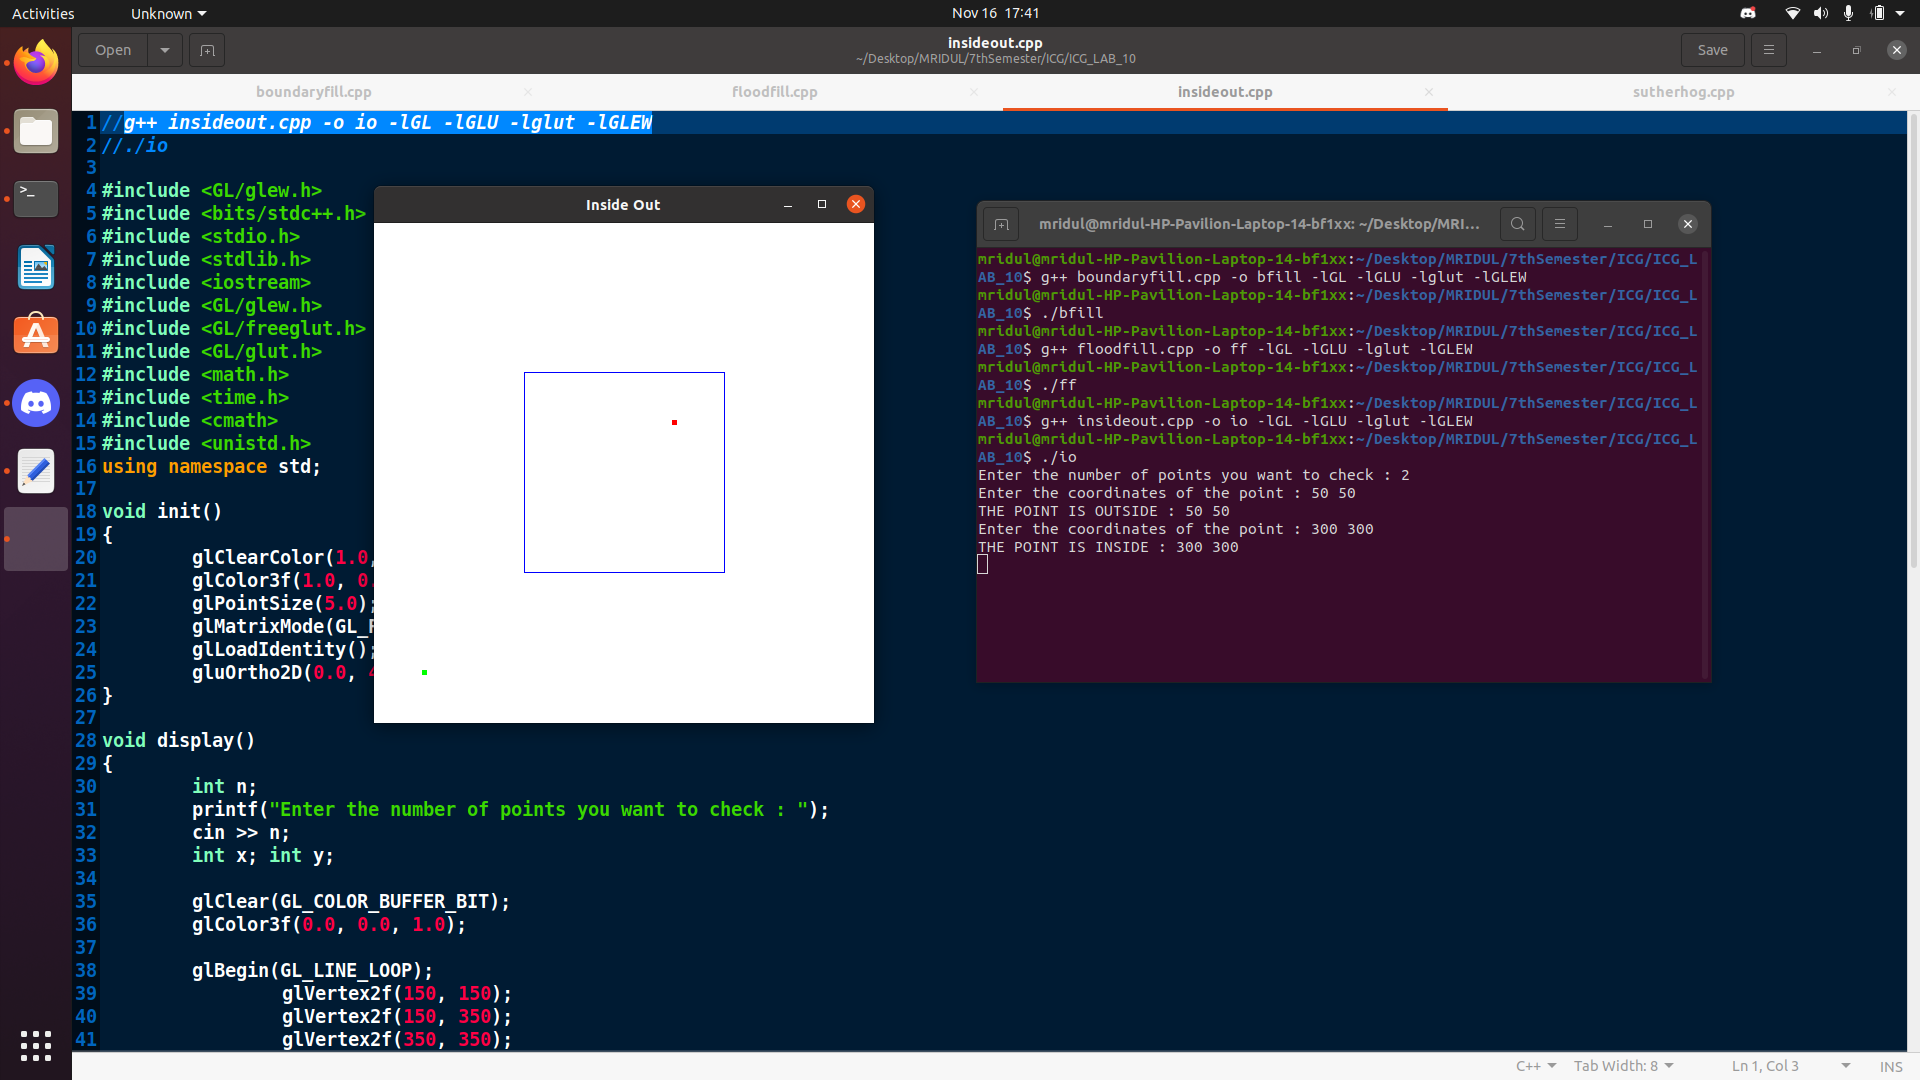 Activities
Unknown
Nov 16 17:41
Open
insideout.cpp
~/Desktop/MRIDUL/7thSemester/ICG/ICG_LAB_10
Save
boundaryfill.cpp
floodfill.cpp
insideout.cpp
sutherhog.cpp
1 //g++ insideout.cpp -o io -lGL -lGLU -lglut -lGLEW
2 //./io
3
4 #include <GL/glew.h>
5 #include <bits/stdc++.h>
6 #include <stdio.h>
7 #include <stdlib.h>
8 #include <iostream>
9 #include <GL/glew.h>
10 #include <GL/freeglut.h>
11 #include <GL/glut.h>
12 #include <math.h>
13 #include <time.h>
14 #include <cmath>
15 #include <unistd.h>
16 using namespace std;
17
18 void init()
19 {
20 glClearColor(1.0,
21 glColor3f(1.0,
22 glPointSize(5.0);
23 glMatrixMode(GL_
24 glLoadIdentity();
25 gluOrtho2D(0.0,
26 }
27
28 void display()
29 {
30 int n;
31 printf("Enter the number of points you want to check : ");
32 cin >> n;
33 int x; int y;
34
35 glClear(GL_COLOR_BUFFER_BIT);
36 glColor3f(0.0, 0.0, 1.0);
37
38 glBegin(GL_LINE_LOOP);
39 glVertex2f(150, 150);
40 glVertex2f(150, 350);
41 glVertex2f(350, 350);
Inside Out
mridul@mridul-HP-Pavilion-Laptop-14-bf1xx: ~/Desktop/MRI...
mridul@mridul-HP-Pavilion-Laptop-14-bf1xx:~/Desktop/MRIDUL/7thSemester/ICG/ICG_L
AB_10$ g++ boundaryfill.cpp -o bfill -lGL -lGLU -lglut -lGLEW
mridul@mridul-HP-Pavilion-Laptop-14-bf1xx:~/Desktop/MRIDUL/7thSemester/ICG/ICG_L
AB_10$ ./bfill
mridul@mridul-HP-Pavilion-Laptop-14-bf1xx:~/Desktop/MRIDUL/7thSemester/ICG/ICG_L
AB_10$ g++ floodfill.cpp -o ff -lGL -lGLU -lglut -lGLEW
mridul@mridul-HP-Pavilion-Laptop-14-bf1xx:~/Desktop/MRIDUL/7thSemester/ICG/ICG_L
AB_10$ ./ff
mridul@mridul-HP-Pavilion-Laptop-14-bf1xx:~/Desktop/MRIDUL/7thSemester/ICG/ICG_L
AB_10$ g++ insideout.cpp -o io -lGL -lGLU -lglut -lGLEW
mridul@mridul-HP-Pavilion-Laptop-14-bf1xx:~/Desktop/MRIDUL/7thSemester/ICG/ICG_L
AB_10$ ./io
Enter the number of points you want to check : 2
Enter the coordinates of the point : 50 50
THE POINT IS OUTSIDE : 50 50
Enter the coordinates of the point : 300 300
THE POINT IS INSIDE : 300 300
C++
Tab Width: 8
Ln 1, Col 3
INS